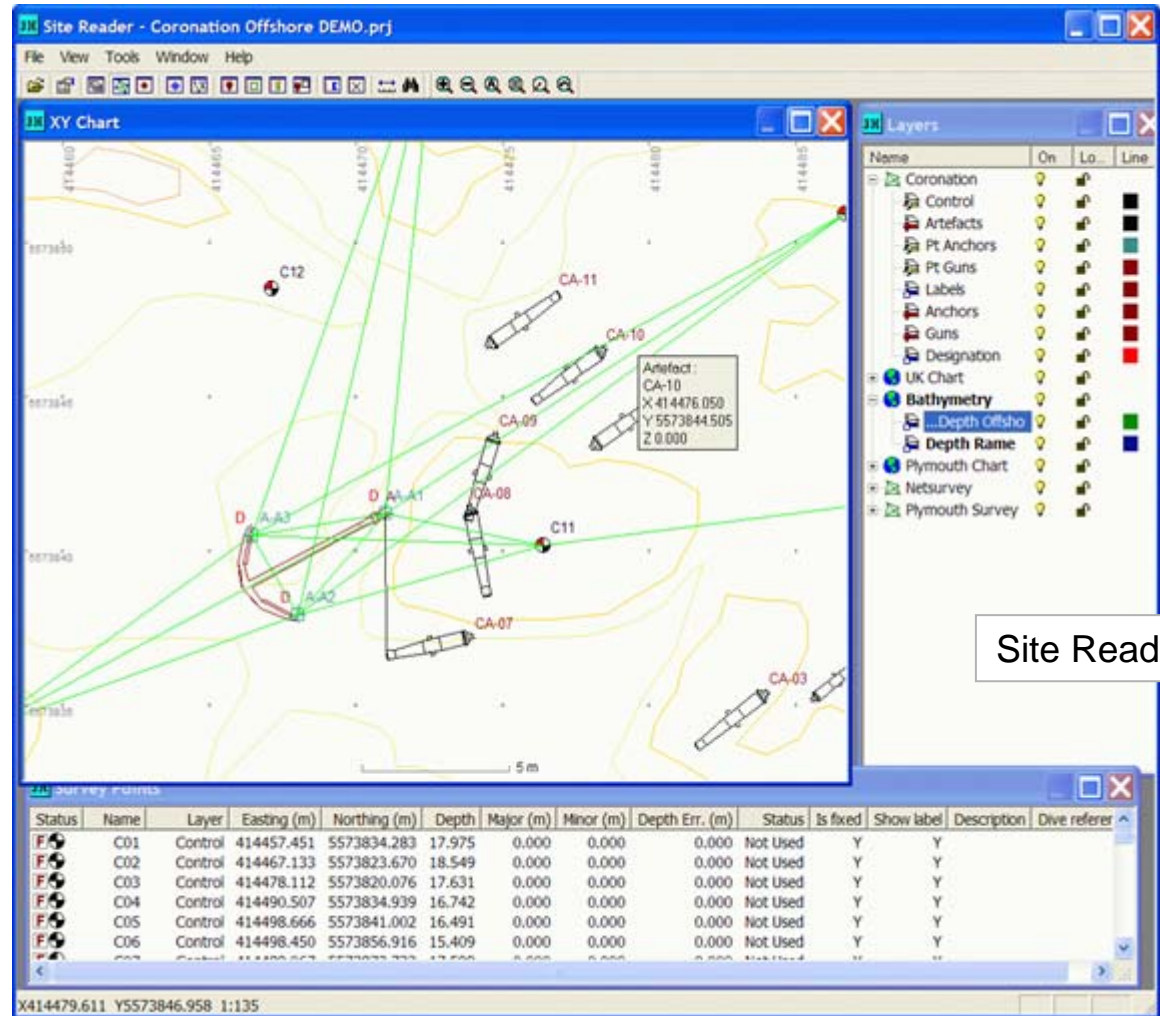 Site Reader - Coronation Offshore DEMO.prj
File View Tools Window Help
XY Chart
414460 414465 414470 414475 414480 414485
C12
CA-11
CA-10
Artefact :
CA-10
X 414476.050
Y 5573844.505
Z 0.000
CA-09
CA-08
D A-A1
D A-A3
C11
D A-A2
CA-07
CA-03
5 m
Layers
Name On Lo... Line
Coronation
Control
Artefacts
Pt Anchors
Pt Guns
Labels
Anchors
Guns
Designation
UK Chart
Bathymetry
...Depth Offsho
Depth Rame
Plymouth Chart
Netsurvey
Plymouth Survey
Site Read
Survey Points
Status Name Layer Easting (m) Northing (m) Depth Major (m) Minor (m) Depth Err. (m) Status Is fixed Show label Description Dive referer
F C01 Control 414457.451 5573834.283 17.975 0.000 0.000 0.000 Not Used Y Y
F C02 Control 414467.133 5573823.670 18.549 0.000 0.000 0.000 Not Used Y Y
F C03 Control 414478.112 5573820.076 17.631 0.000 0.000 0.000 Not Used Y Y
F C04 Control 414490.507 5573834.939 16.742 0.000 0.000 0.000 Not Used Y Y
F C05 Control 414498.666 5573841.002 16.491 0.000 0.000 0.000 Not Used Y Y
F C06 Control 414498.450 5573856.916 15.409 0.000 0.000 0.000 Not Used Y Y
X414479.611 Y5573846.958 1:135